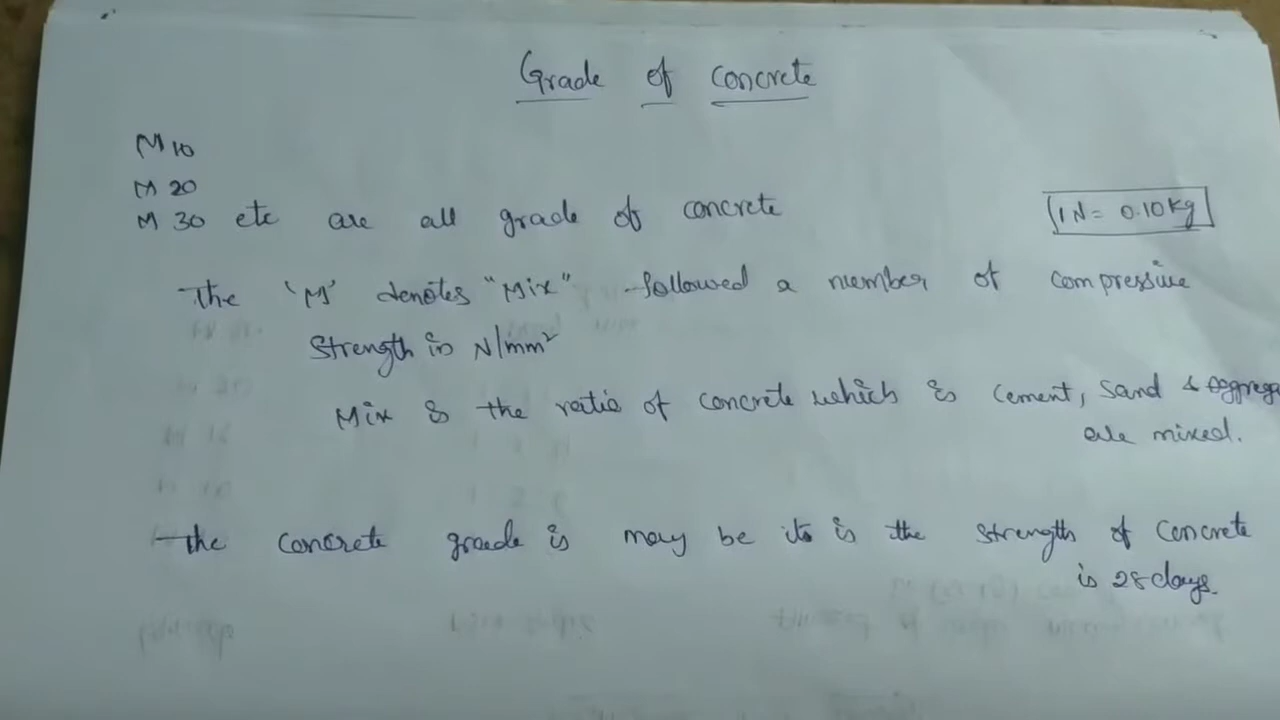 Grade of concrete
M10
M 20
M 30 etc are all grade of concrete
1N = 0.10kg
The 'M' denotes "Mix" followed a number of compressive
Strength is N/mm²
Mix is the ratio of concrete which is Cement, Sand &
are mixed.
The concrete grade is may be its is the strength of Concrete
is 28 days.